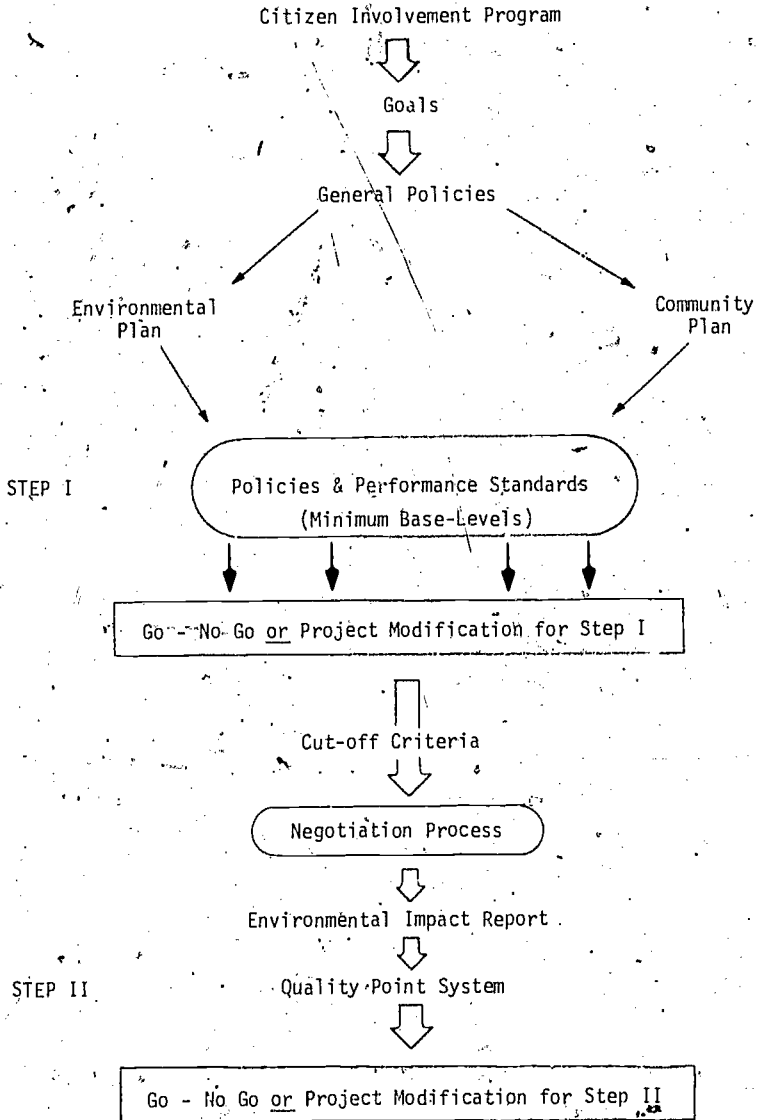 Citizen Involvement Program
Goals
General Policies
Environmental
Plan
Community
Plan
STEP I
Policies & Performance Standards
(Minimum Base-Levels)
Go - No Go or Project Modification for Step I
Cut-off Criteria
Negotiation Process
Environmental Impact Report
STEP II
Quality Point System
Go - No Go or Project Modification for Step II